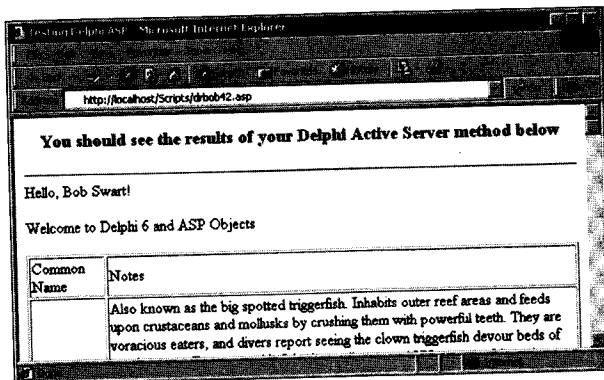 Testing Delphi ASP - Microsoft Internet Explorer
http://localhost/Scripts/drbob42.asp
You should see the results of your Delphi Active Server method below
Hello, Bob Swart!
Welcome to Delphi 6 and ASP Objects
Common Name
Notes
Also known as the big spotted triggerfish. Inhabits outer reef areas and feeds
upon crustaceans and mollusks by crushing them with powerful teeth. They are
voracious eaters, and divers report seeing the clown triggerfish devour beds of